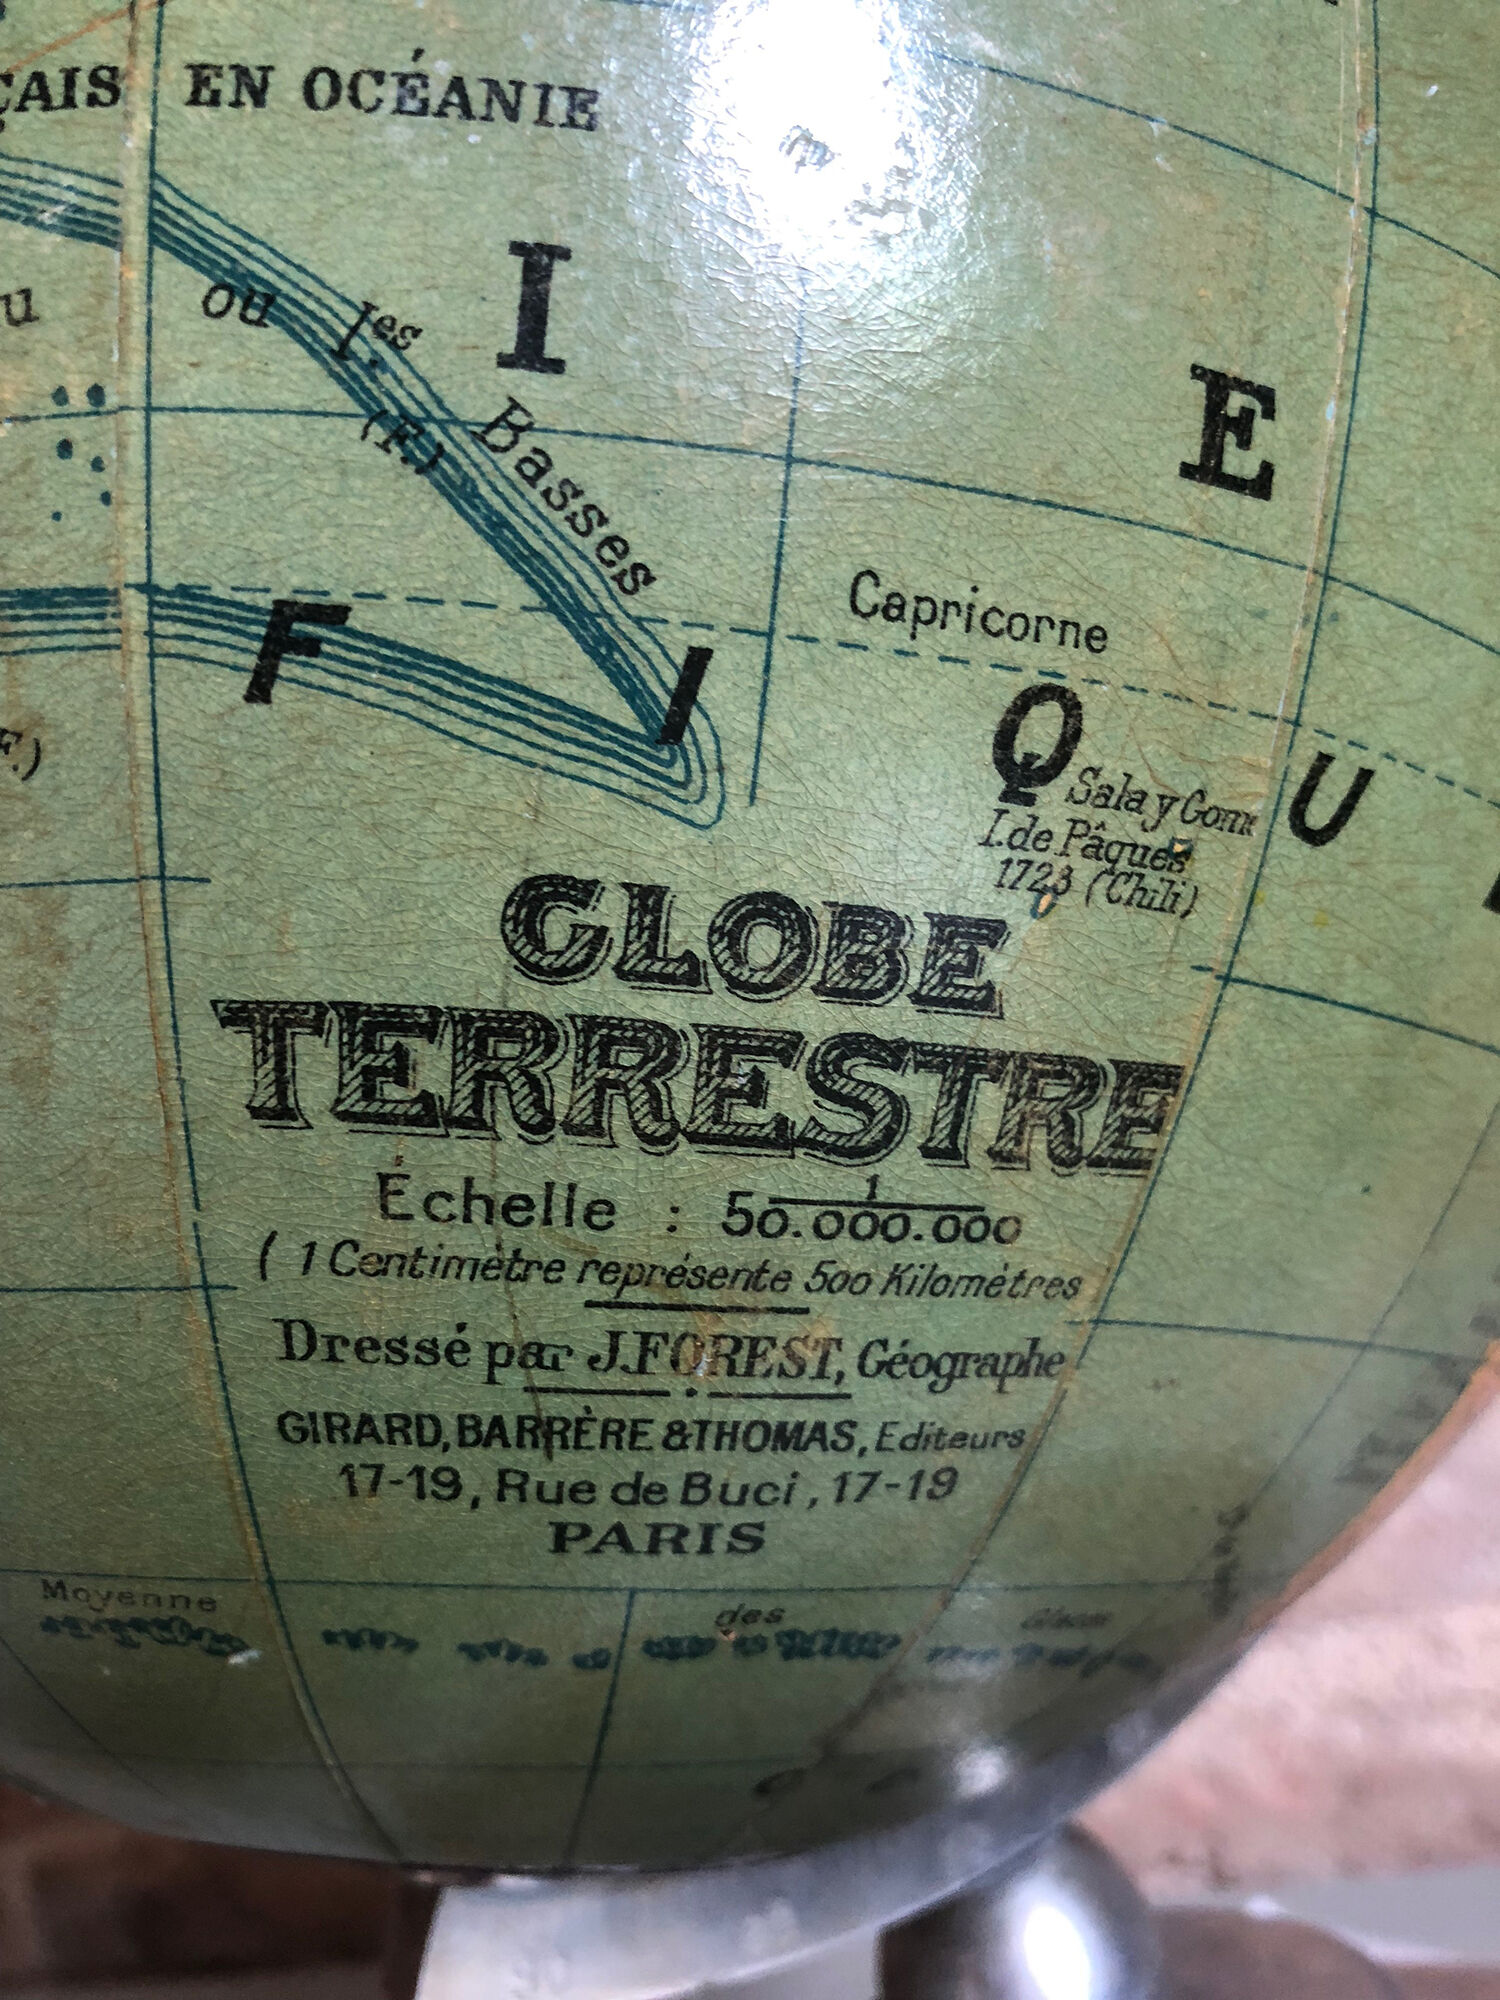 ÇAIS EN OCÉANIE
ou Ies Basses
(F.)
I
E
Capricorne
F I Q U
F.)
Sala y Gom
I. de Pâques
1723 (Chili)
GLOBE
TERRESTRE
Échelle : 1
50.000.000
( 1 Centimètre représente 500 Kilomètres
Dressé par J. FOREST, Géographe
GIRARD, BARRÈRE & THOMAS, Editeurs
17-19, Rue de Buci, 17-19
PARIS
Moyenne des